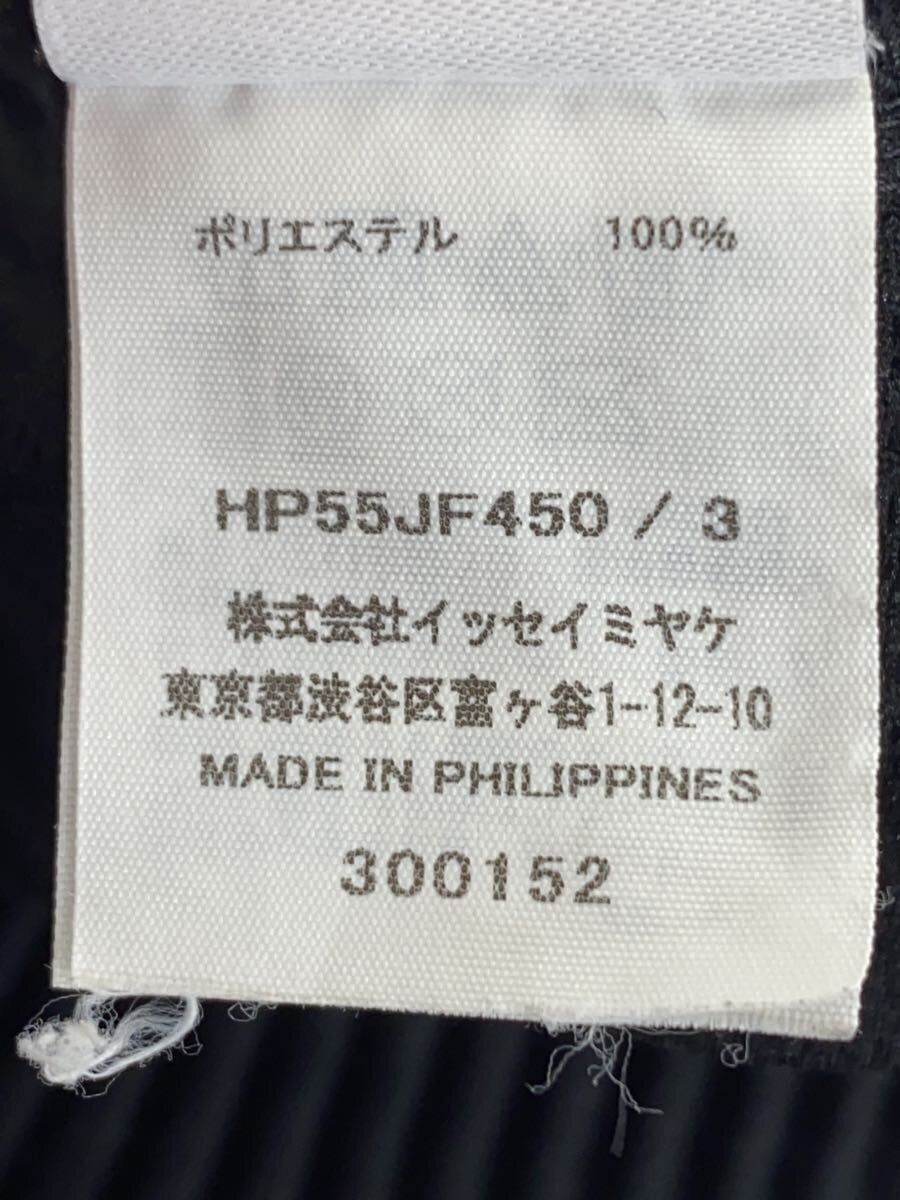 ポリエステル 100%
HP55JF450 / 3
株式会社イッセイミヤケ
東京都渋谷区富ヶ谷1-12-10
MADE IN PHILIPPINES
300152